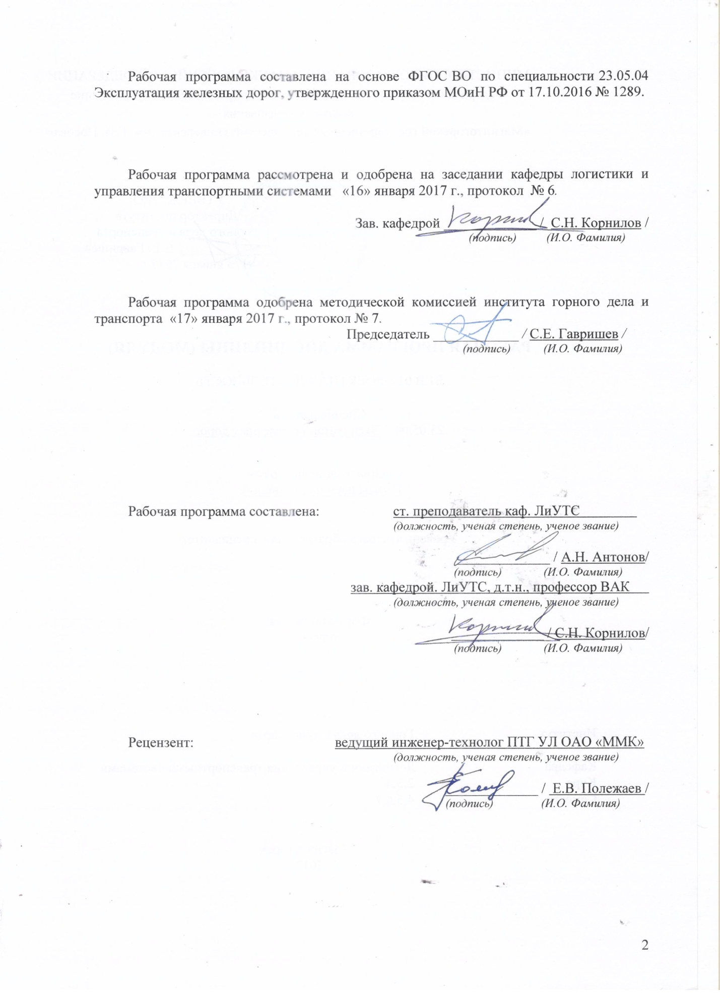 Рабочая программа составлена на основе ФГОС ВО по специальности 23.05.04
Эксплуатация железных дорог, утвержденного приказом МОиН РФ от 17.10.2016 № 1289.
Рабочая программа рассмотрена и одобрена на заседании кафедры логистики и
управления транспортными системами «16» января 2017 г., протокол № 6.
Зав. кафедрой ______________ / С.Н. Корнилов /
(подпись) (И.О. Фамилия)
Рабочая программа одобрена методической комиссией института горного дела и
транспорта «17» января 2017 г., протокол № 7.
Председатель ____________ / С.Е. Гавришев /
(подпись) (И.О. Фамилия)
Рабочая программа составлена: ст. преподаватель каф. ЛиУТС
(должность, ученая степень, ученое звание)
_____________ / А.Н. Антонов/
(подпись) (И.О. Фамилия)
зав. кафедрой. ЛиУТС, д.т.н., профессор ВАК
(должность, ученая степень, ученое звание)
_____________ / С.Н. Корнилов/
(подпись) (И.О. Фамилия)
Рецензент: ведущий инженер-технолог ПТГ УЛ ОАО «ММК»
(должность, ученая степень, ученое звание)
_____________ / Е.В. Полежаев /
(подпись) (И.О. Фамилия)
2